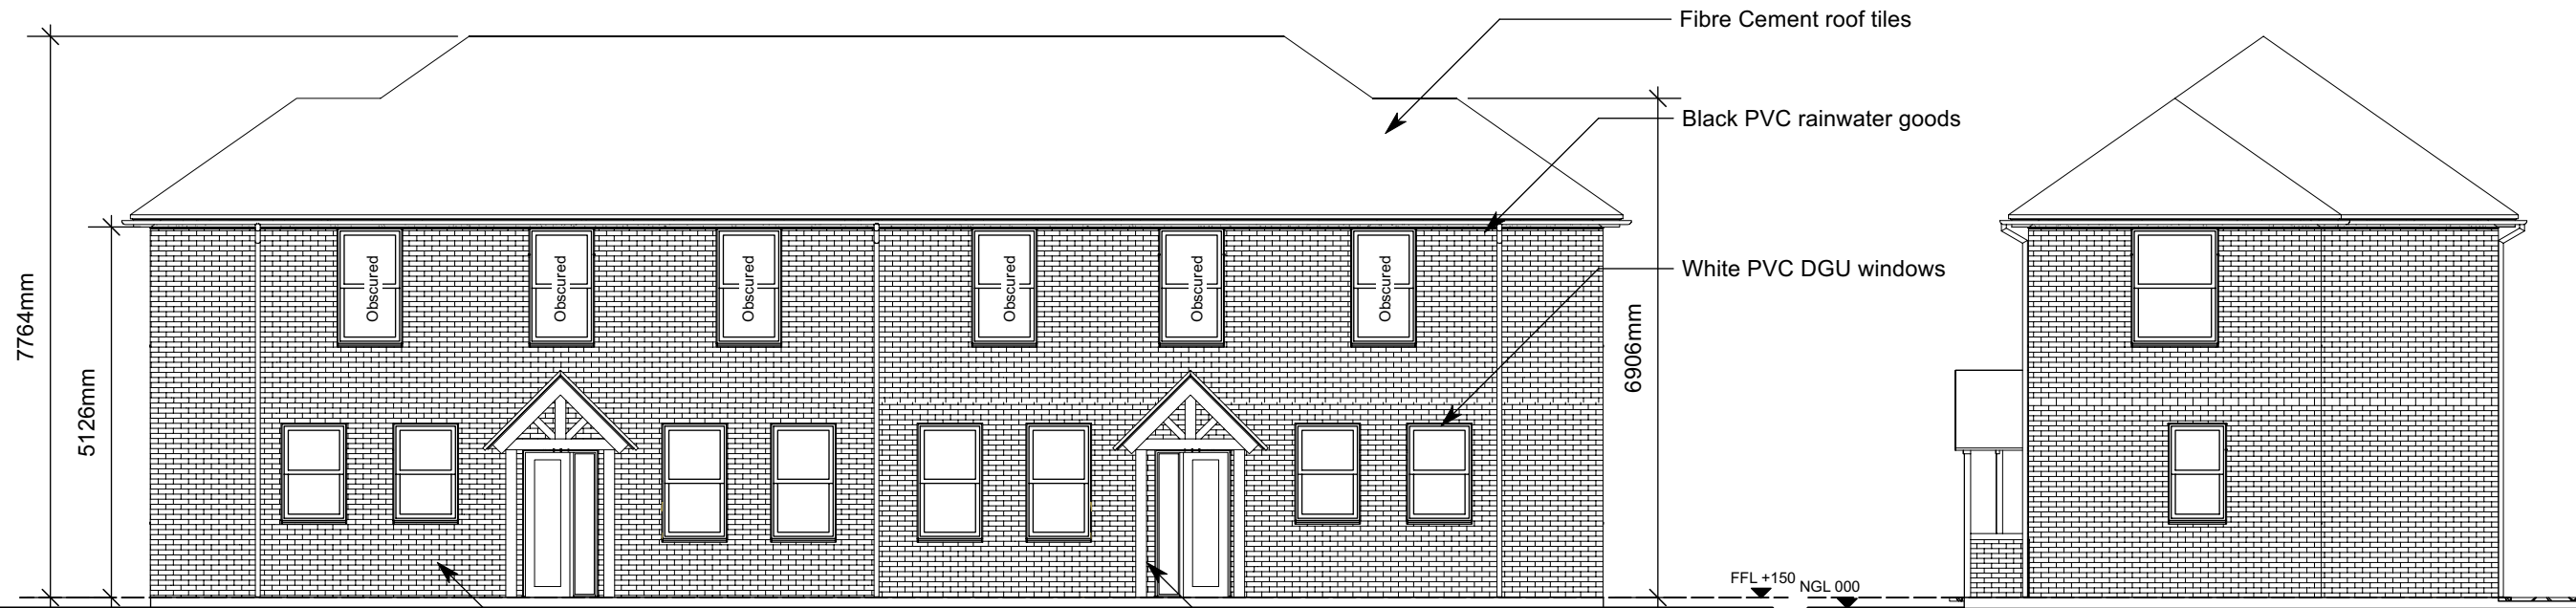 Fibre Cement roof tiles
Black PVC rainwater goods
White PVC DGU windows
7764mm
5126mm
6906mm
Obscured
Obscured
Obscured
Obscured
Obscured
Obscured
FFL +150
NGL 000